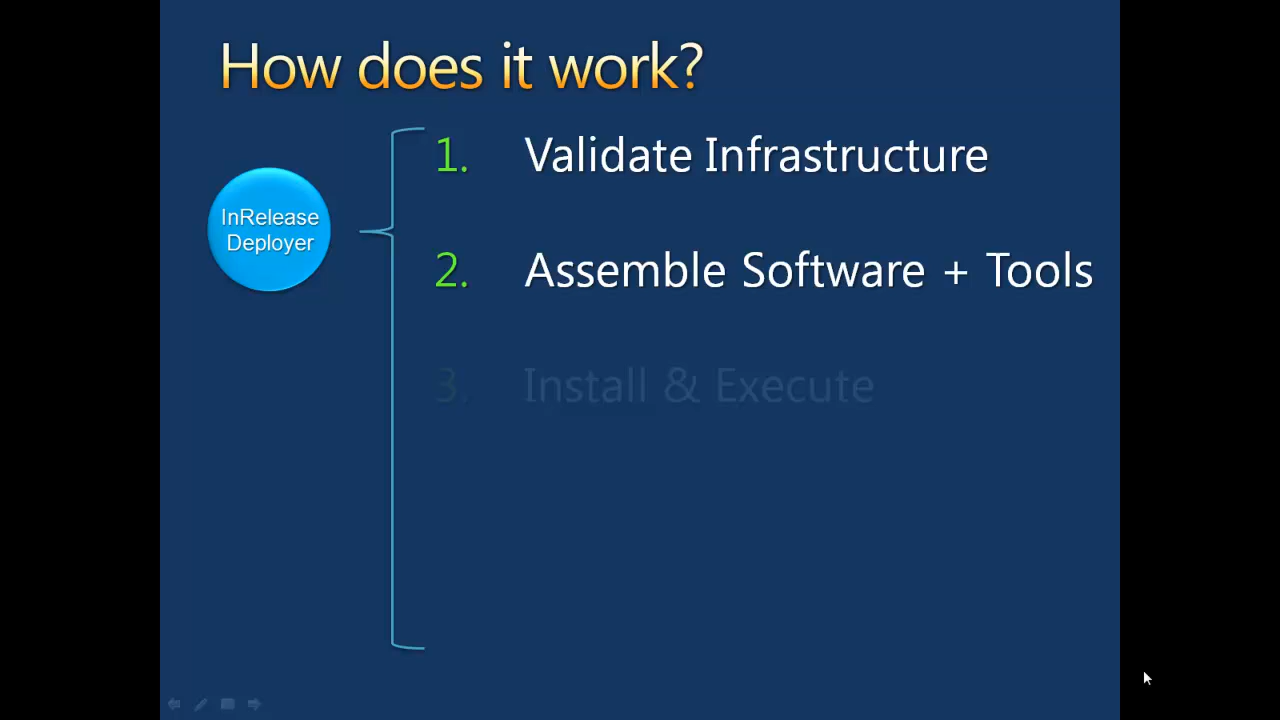 How does it work?
InRelease
Deployer
1. Validate Infrastructure
2. Assemble Software + Tools
3. Install & Execute